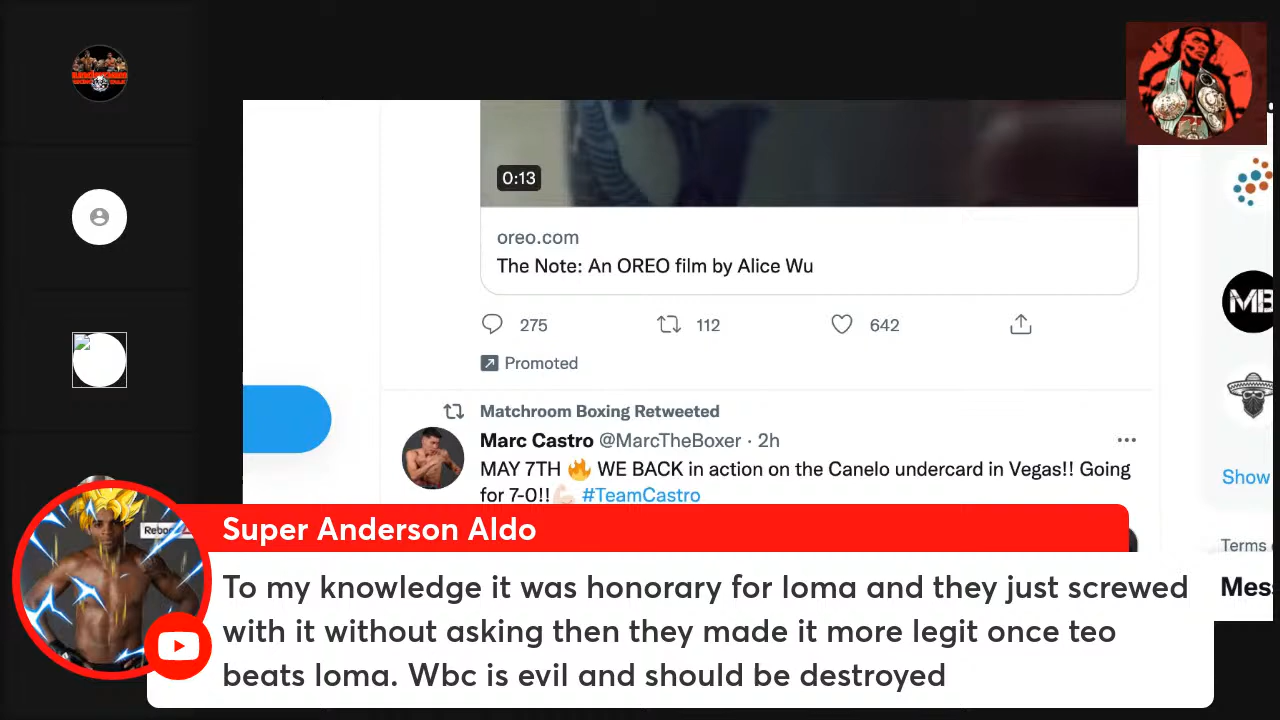 0:13
oreo.com
The Note: An OREO film by Alice Wu
275 112 642
Promoted
Matchroom Boxing Retweeted
Marc Castro @MarcTheBoxer · 2h
MAY 7TH 🔥 WE BACK in action on the Canelo undercard in Vegas!! Going
for 7-0!!💪🏻 #TeamCastro
MB
Show
Terms
Mes
Super Anderson Aldo
To my knowledge it was honorary for loma and they just screwed
with it without asking then they made it more legit once teo
beats loma. Wbc is evil and should be destroyed
Reebo